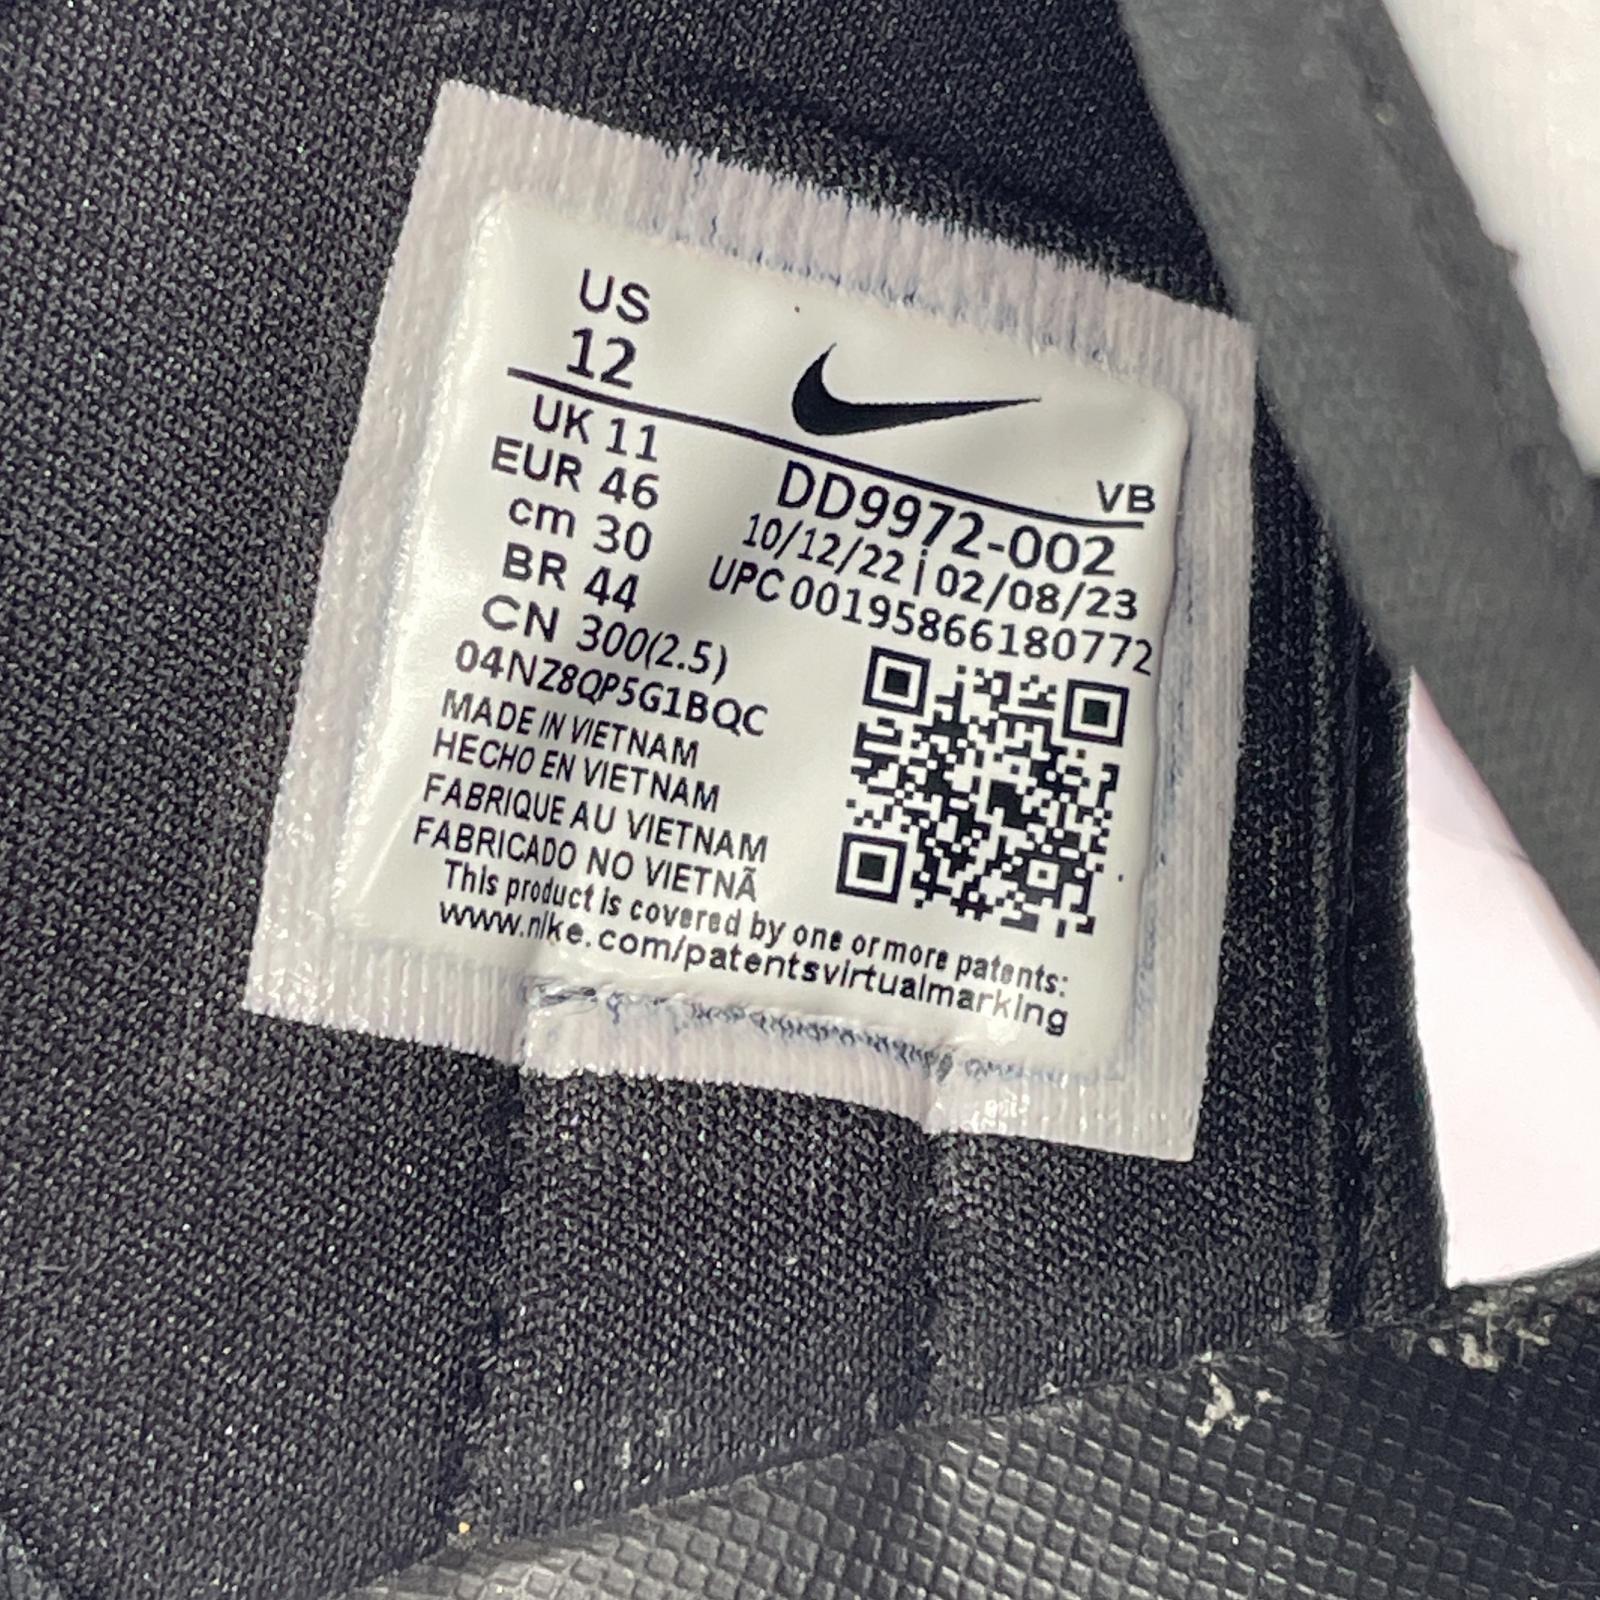 US
12
VB
UK 11
EUR 46
cm 30
BR 44
CN 300(2.5)
DD9972-002
10/12/22 | 02/08/23
UPC 00195866180772
04NZ8QP5G1BQC
MADE IN VIETNAM
HECHO EN VIETNAM
FABRIQUE AU VIETNAM
FABRICADO NO VIETNÃ
This product is covered by one or more patents:
www.nike.com/patentsvirtualmarking